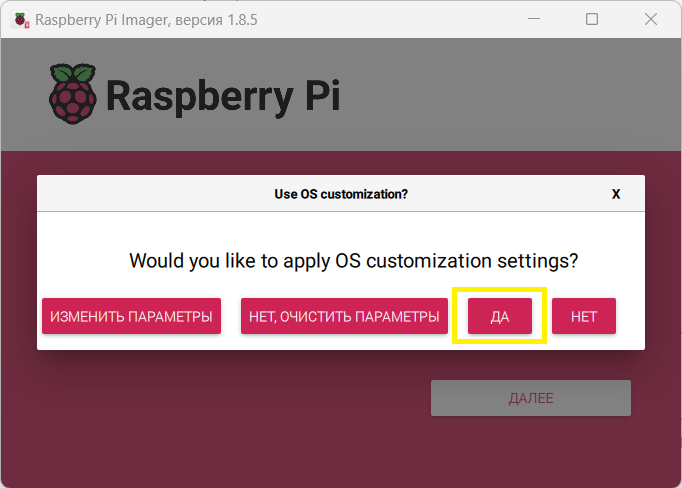 Raspberry Pi Imager, версия 1.8.5
Raspberry Pi
Use OS customization?
X
Would you like to apply OS customization settings?
ИЗМЕНИТЬ ПАРАМЕТРЫ
НЕТ, ОЧИСТИТЬ ПАРАМЕТРЫ
ДА
НЕТ
ДАЛЕЕ